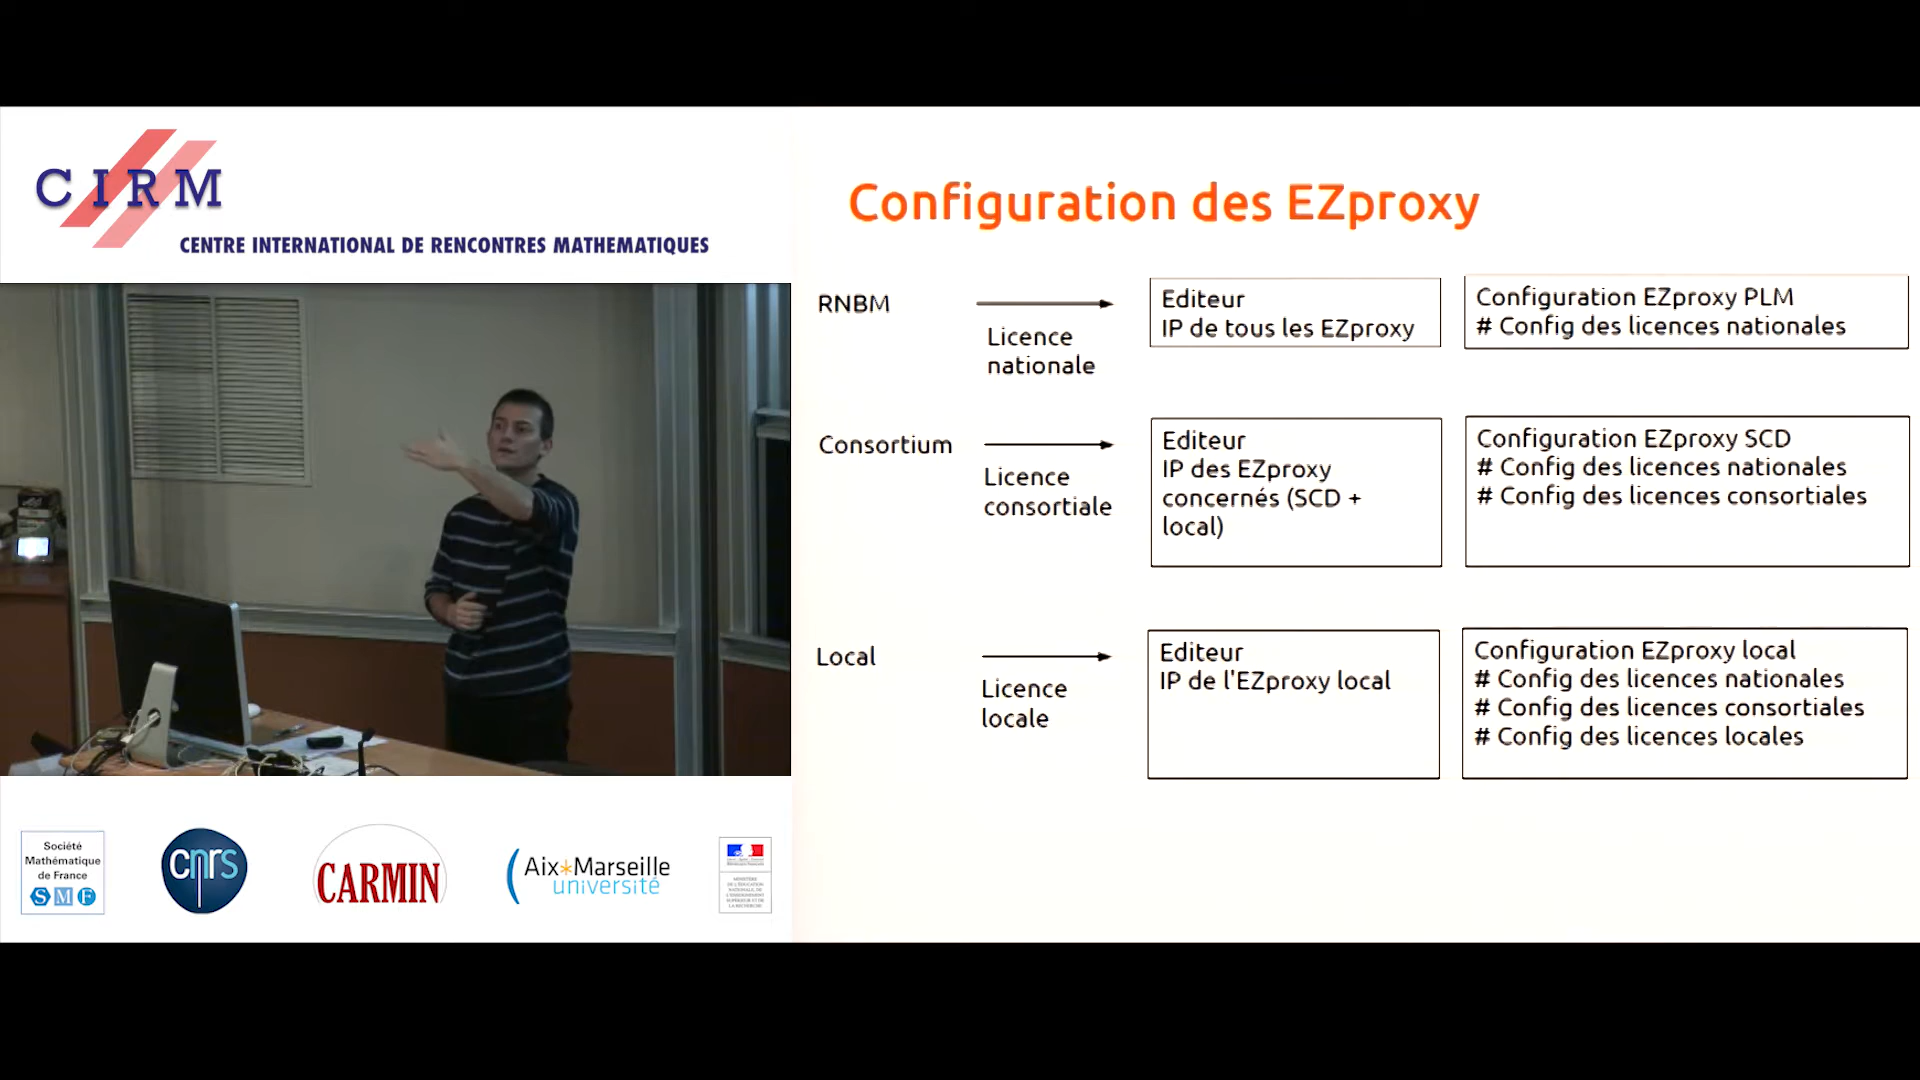 CIRM
CENTRE INTERNATIONAL DE RENCONTRES MATHEMATIQUES
Configuration des EZproxy
RNBM
Licence
nationale
Editeur
IP de tous les EZproxy
Configuration EZproxy PLM
# Config des licences nationales
Consortium
Licence
consortiale
Editeur
IP des EZproxy
concernés (SCD +
local)
Configuration EZproxy SCD
# Config des licences nationales
# Config des licences consortiales
Local
Licence
locale
Editeur
IP de l'EZproxy local
Configuration EZproxy local
# Config des licences nationales
# Config des licences consortiales
# Config des licences locales
Société
Mathématique
de France
SMF
cnrs
CARMIN
Aix*Marseille
université